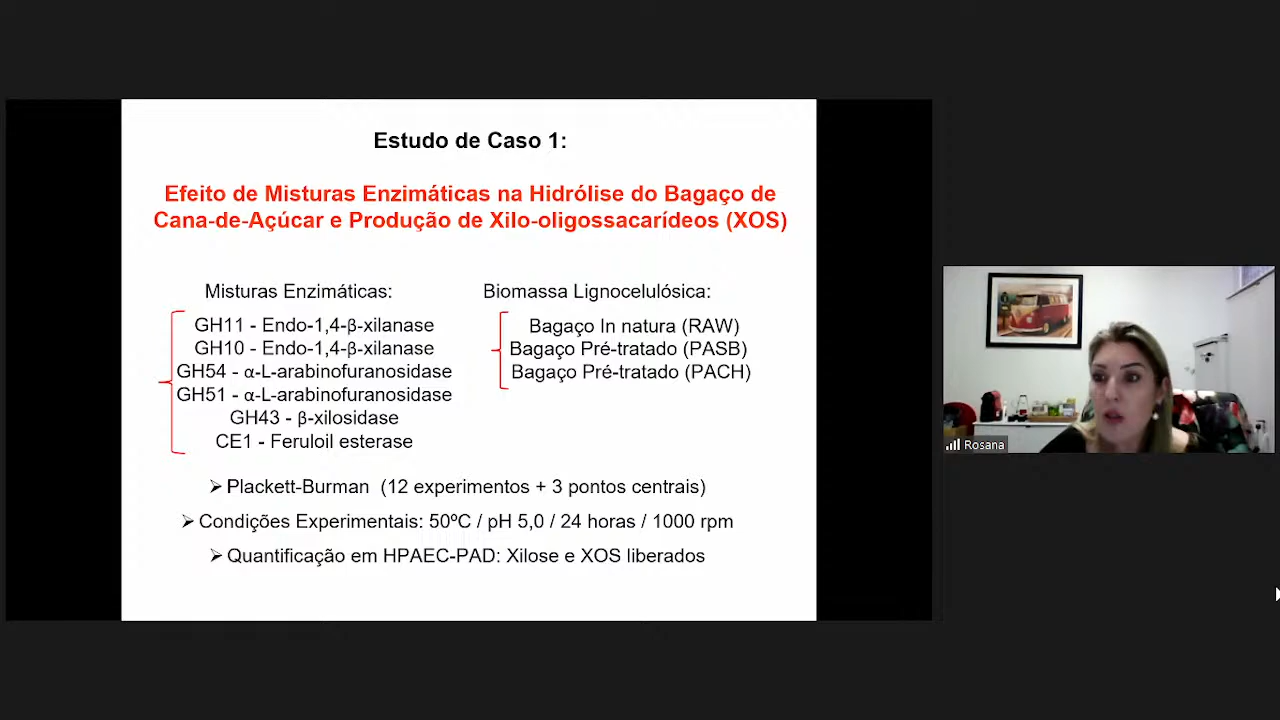 Estudo de Caso 1:
Efeito de Misturas Enzimáticas na Hidrólise do Bagaço de
Cana-de-Açúcar e Produção de Xilo-oligossacarídeos (XOS)
Misturas Enzimáticas:
GH11 - Endo-1,4-β-xilanase
GH10 - Endo-1,4-β-xilanase
GH54 - α-L-arabinofuranosidase
GH51 - α-L-arabinofuranosidase
GH43 - β-xilosidase
CE1 - Feruloil esterase
Biomassa Lignocelulósica:
Bagaço In natura (RAW)
Bagaço Pré-tratado (PASB)
Bagaço Pré-tratado (PACH)
➢ Plackett-Burman (12 experimentos + 3 pontos centrais)
➢ Condições Experimentais: 50ºC / pH 5,0 / 24 horas / 1000 rpm
➢ Quantificação em HPAEC-PAD: Xilose e XOS liberados
Rosana